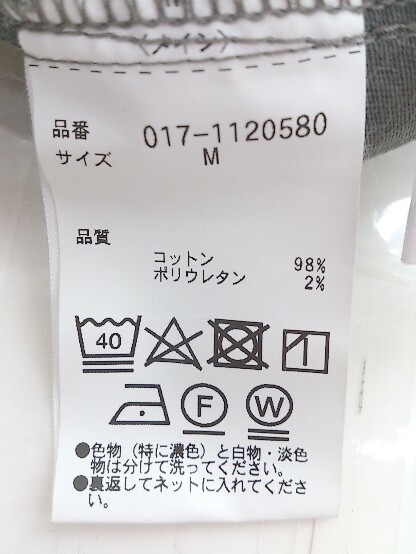 〈メイン〉
品番 017-1120580
サイズ M
品質
コットン 98%
ポリウレタン 2%
40
F W
●色物（特に濃色）と白物・淡色
物は分けて洗ってください。
●裏返してネットに入れてくださ
い。